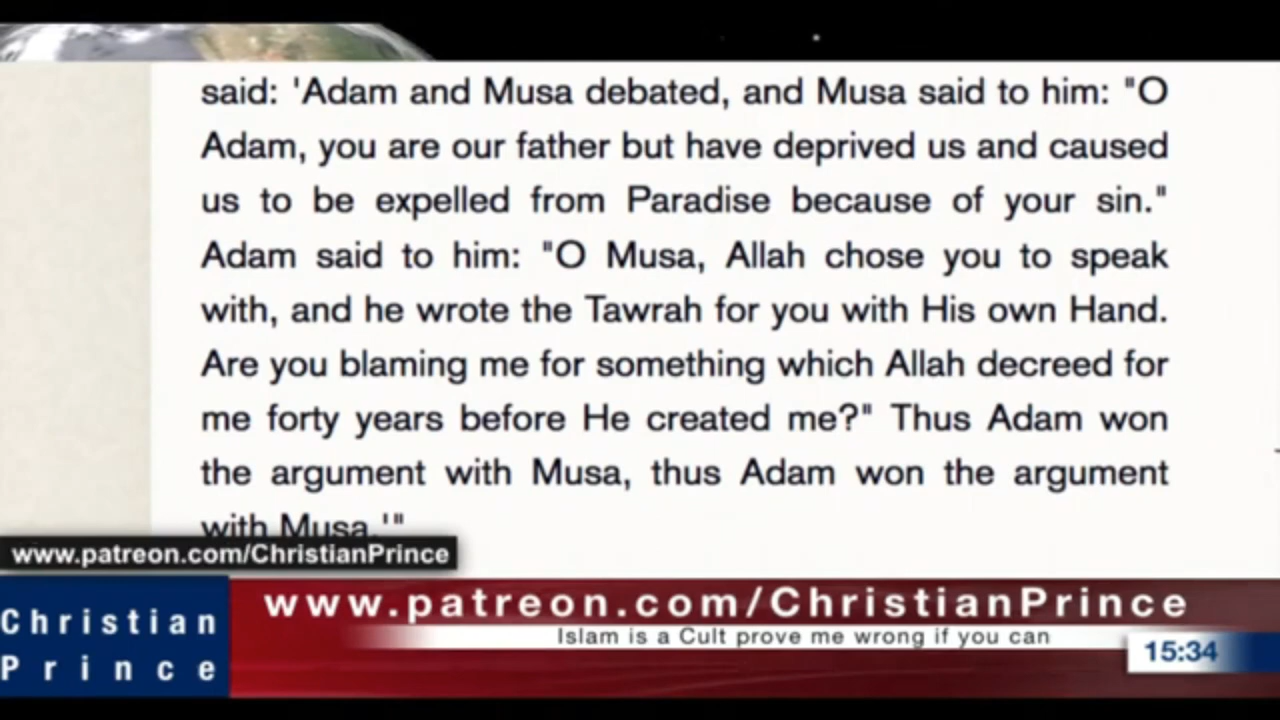 said: 'Adam and Musa debated, and Musa said to him: "O
Adam, you are our father but have deprived us and caused
us to be expelled from Paradise because of your sin."
Adam said to him: "O Musa, Allah chose you to speak
with, and he wrote the Tawrah for you with His own Hand.
Are you blaming me for something which Allah decreed for
me forty years before He created me?" Thus Adam won
the argument with Musa, thus Adam won the argument
with Musa.'"
www.patreon.com/ChristianPrince
www.patreon.com/ChristianPrince
Islam is a Cult prove me wrong if you can
Christian
Prince
15:34